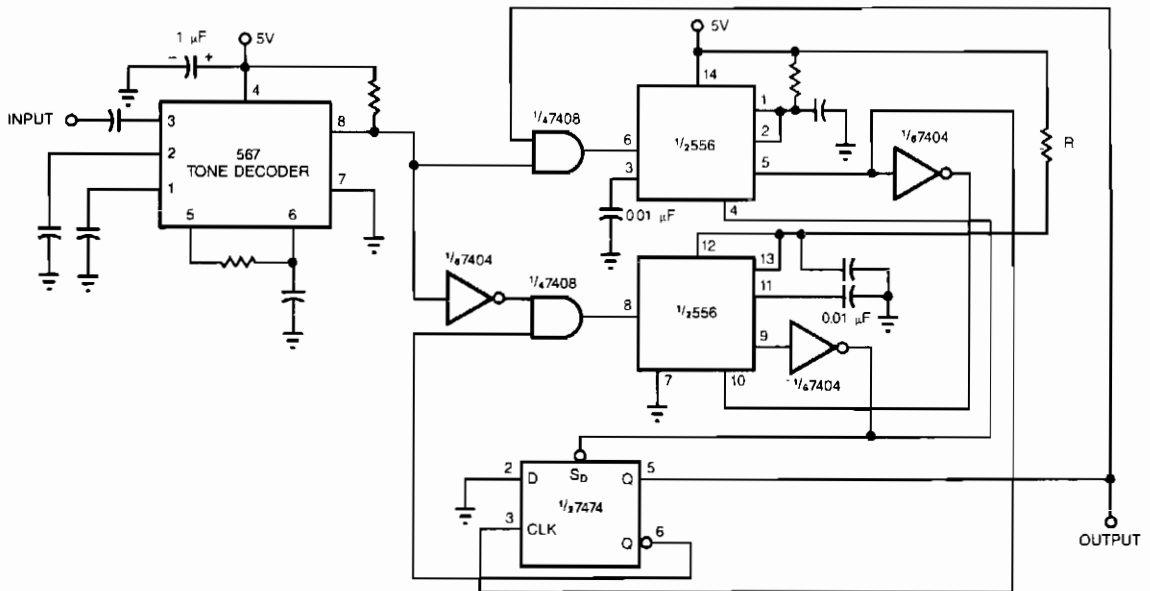 1 µF
- +
5V
4
INPUT
3
8
567
TONE DECODER
2
1
7
5
6
5V
14
1/4 7408
6
1
2
1/2 556
5
3
4
0.01 µF
1/6 7404
R
1/6 7404
1/4 7408
12
13
11
8
1/2 556
0.01 µF
9
7
10
1/6 7404
2
D
SD
Q
5
1/2 7474
3
CLK
Q
6
OUTPUT